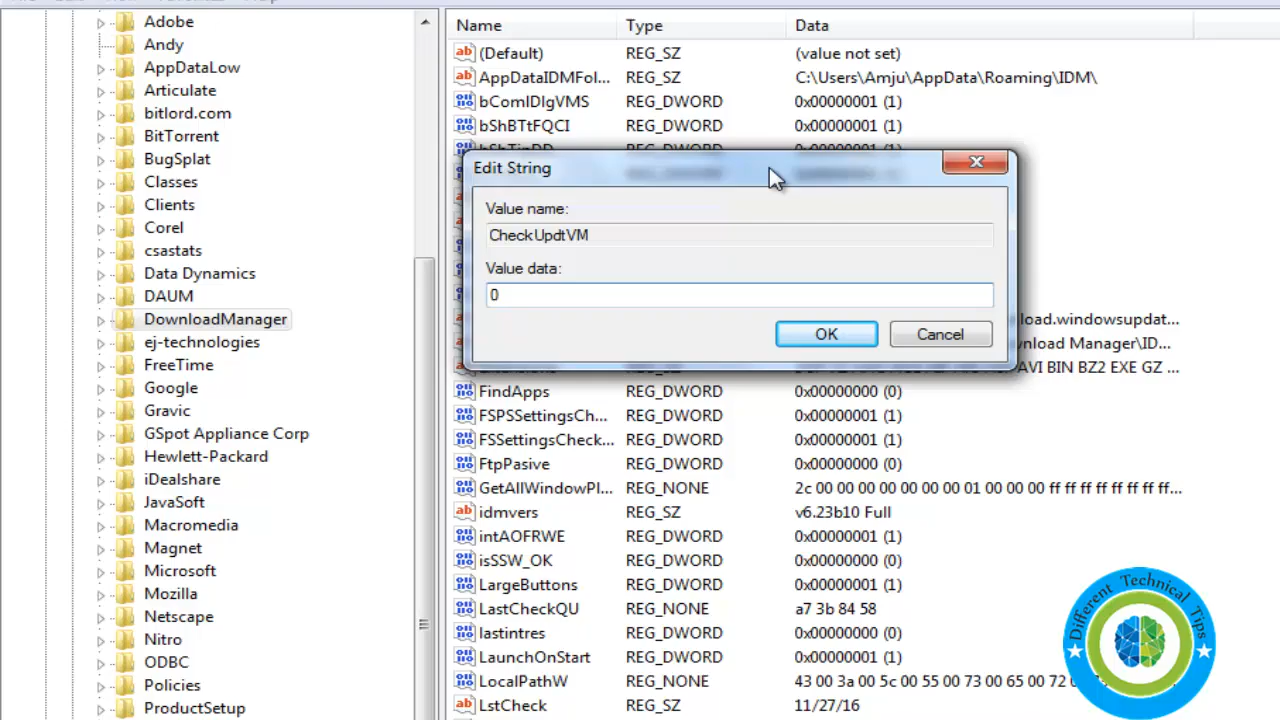 Adobe
Andy
AppDataLow
Articulate
bitlord.com
BitTorrent
BugSplat
Classes
Clients
Corel
csastats
Data Dynamics
DAUM
DownloadManager
ej-technologies
FreeTime
Google
Gravic
GSpot Appliance Corp
Hewlett-Packard
iDealshare
JavaSoft
Macromedia
Magnet
Microsoft
Mozilla
Netscape
Nitro
ODBC
Policies
ProductSetup
Name Type Data
(Default) REG_SZ (value not set)
AppDataIDMFol... REG_SZ C:\Users\Amju\AppData\Roaming\IDM\
bComIDlgVMS REG_DWORD 0x00000001 (1)
bShBTtFQCI REG_DWORD 0x00000001 (1)
Edit String
Value name:
CheckUpdtVM
Value data:
0
OK Cancel
load.windowsupdat...
wnload Manager\ID...
AVI BIN BZ2 EXE GZ ...
FindApps REG_DWORD 0x00000000 (0)
FSPSSettingsCh... REG_DWORD 0x00000001 (1)
FSSettingsCheck... REG_DWORD 0x00000001 (1)
FtpPasive REG_DWORD 0x00000000 (0)
GetAllWindowPl... REG_NONE 2c 00 00 00 00 00 00 00 01 00 00 00 ff ff ff ff ff ff ff ff...
idmvers REG_SZ v6.23b10 Full
intAOFRWE REG_DWORD 0x00000001 (1)
isSSW_OK REG_DWORD 0x00000001 (1)
LargeButtons REG_DWORD 0x00000001 (1)
LastCheckQU REG_NONE a7 3b 84 58
lastintres REG_DWORD 0x00000000 (0)
LaunchOnStart REG_DWORD 0x00000001 (1)
LocalPathW REG_NONE 43 00 3a 00 5c 00 55 00 73 00 65 00 72 0
LstCheck REG_SZ 11/27/16
Different Technical Tips